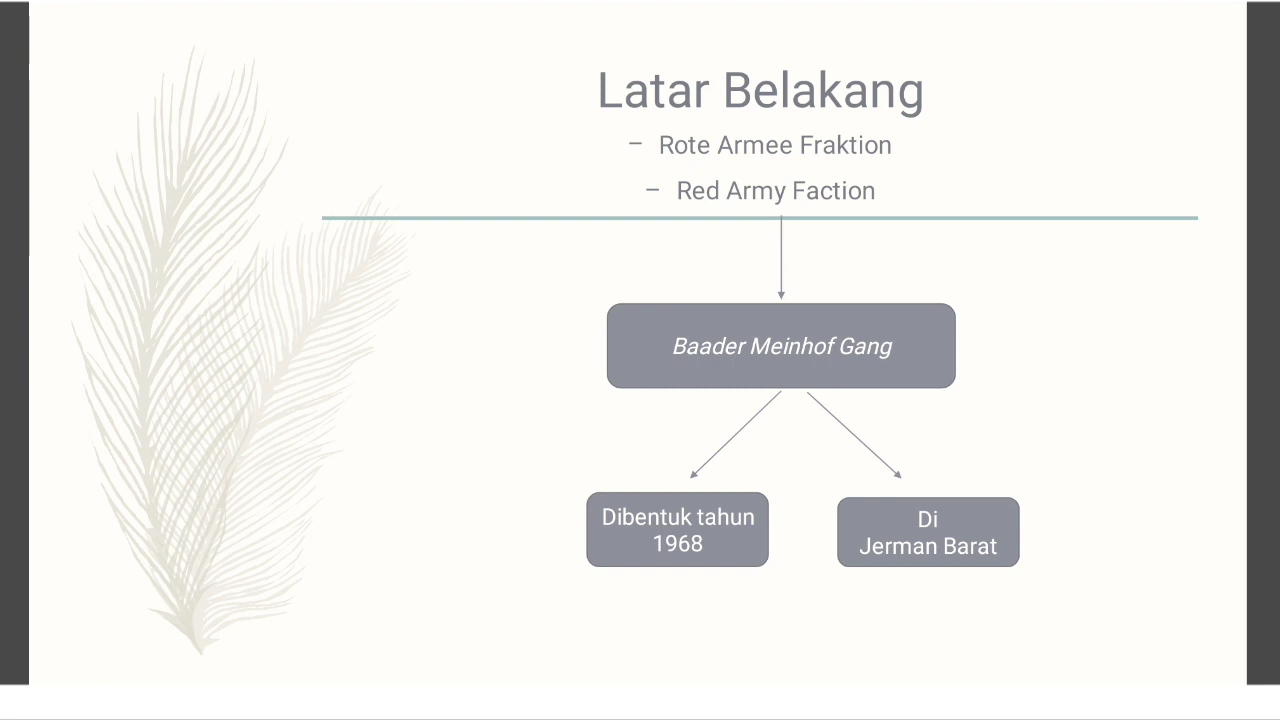 Latar Belakang
– Rote Armee Fraktion
– Red Army Faction
Baader Meinhof Gang
Dibentuk tahun
1968
Di
Jerman Barat